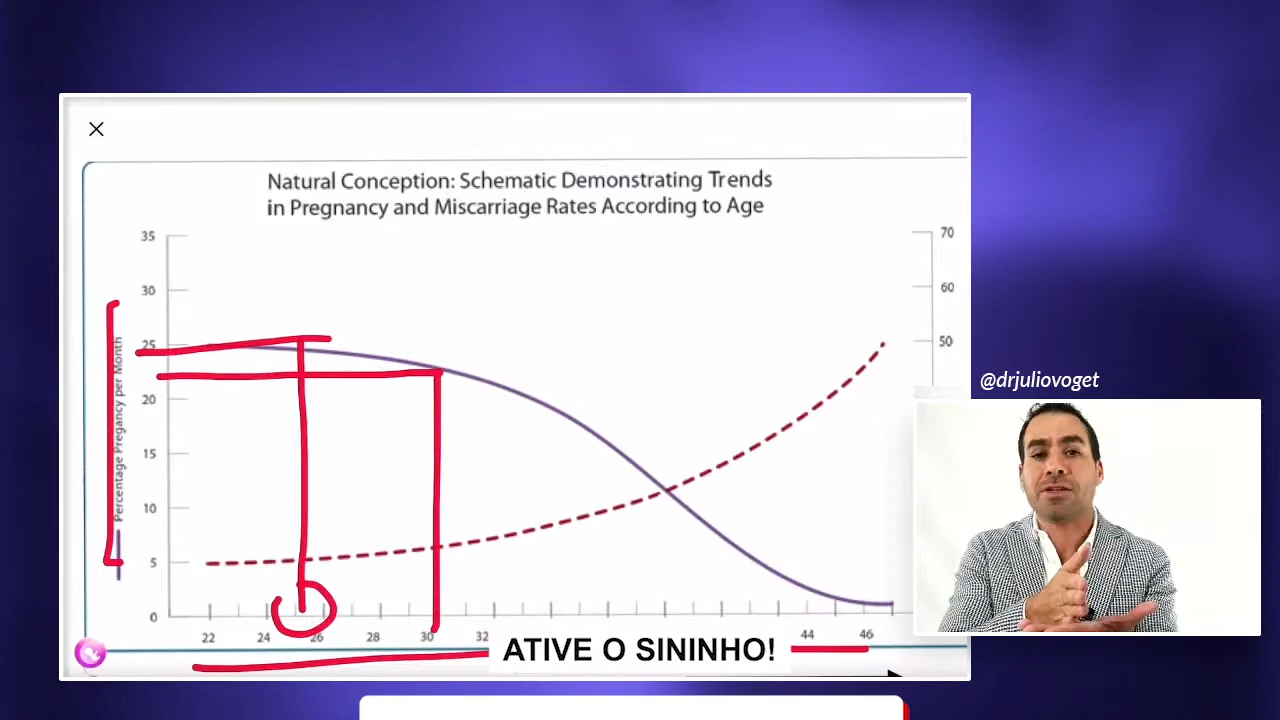 Natural Conception: Schematic Demonstrating Trends
in Pregnancy and Miscarriage Rates According to Age
35
30
25
20
15
10
5
0
Percentage Pregancy per Month
70
60
50
22 24 26 28 30 32 44 46
@drjuliovoget
ATIVE O SININHO!